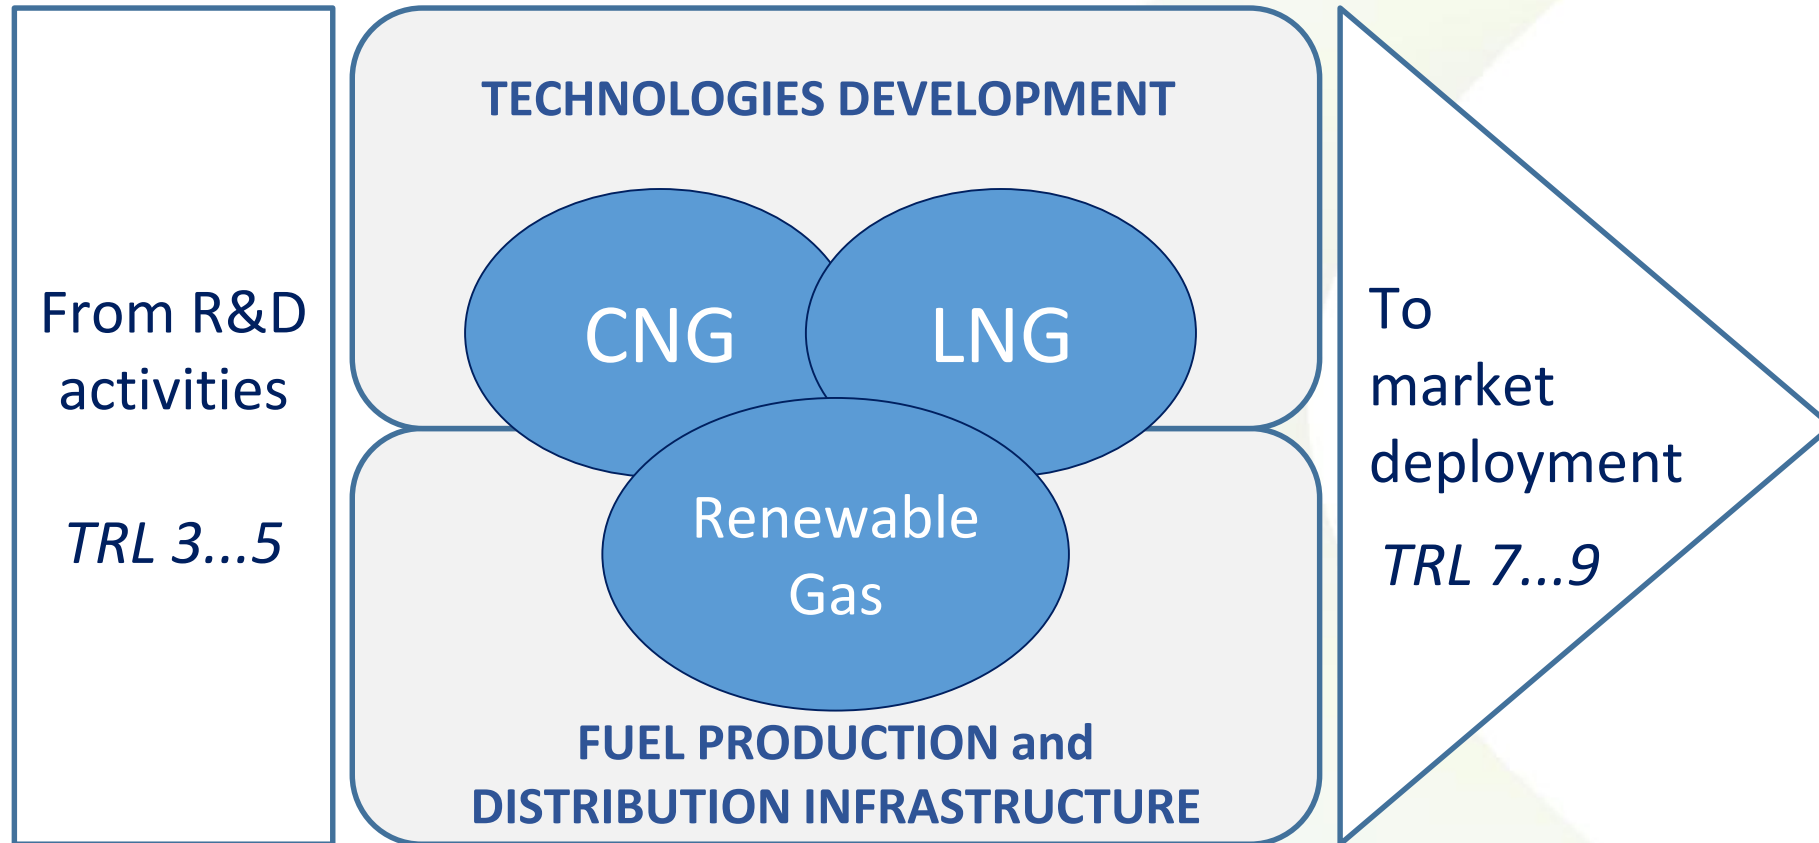 From R&D
activities
TRL 3...5
TECHNOLOGIES DEVELOPMENT
CNG
LNG
Renewable
Gas
FUEL PRODUCTION and
DISTRIBUTION INFRASTRUCTURE
To
market
deployment
TRL 7...9